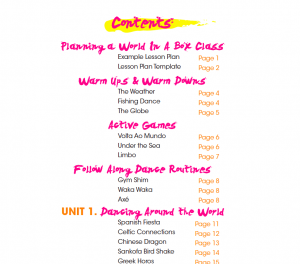 Contents
Planning a World In A Box Class
Example Lesson Plan Page 1
Lesson Plan Template Page 2
Warm Ups & Warm Downs
The Weather Page 4
Fishing Dance Page 4
The Globe Page 5
Active Games
Volta Ao Mundo Page 6
Under the Sea Page 6
Limbo Page 7
Follow Along Dance Routines
Gym Shim Page 8
Waka Waka Page 8
Axé Page 8
UNIT 1. Dancing Around the World
Spanish Fiesta Page 11
Celtic Connections Page 12
Chinese Dragon Page 13
Sankofa Bird Shake Page 14
Greek Horos Page 15